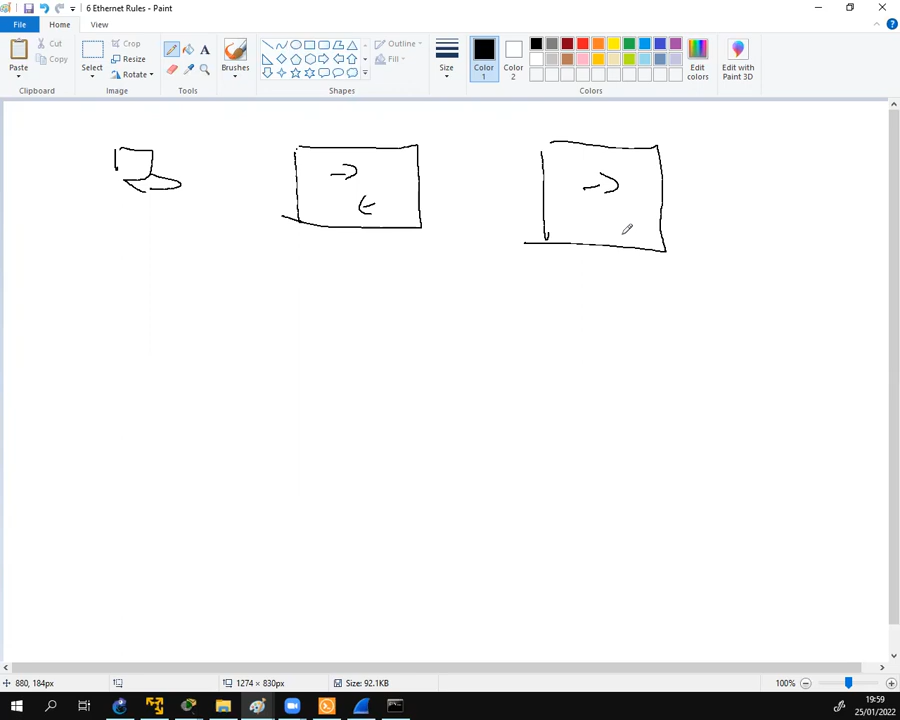 6 Ethernet Rules - Paint
File Home View
Paste
Cut
Copy
Clipboard
Select
Crop
Resize
Rotate
Image
A
Tools
Brushes
Outline
Fill
Shapes
Size
Color 1
Color 2
Colors
Edit colors
Edit with Paint 3D
880, 184px
1274 × 830px
Size: 92.1KB
100%
19:59
25/01/2022